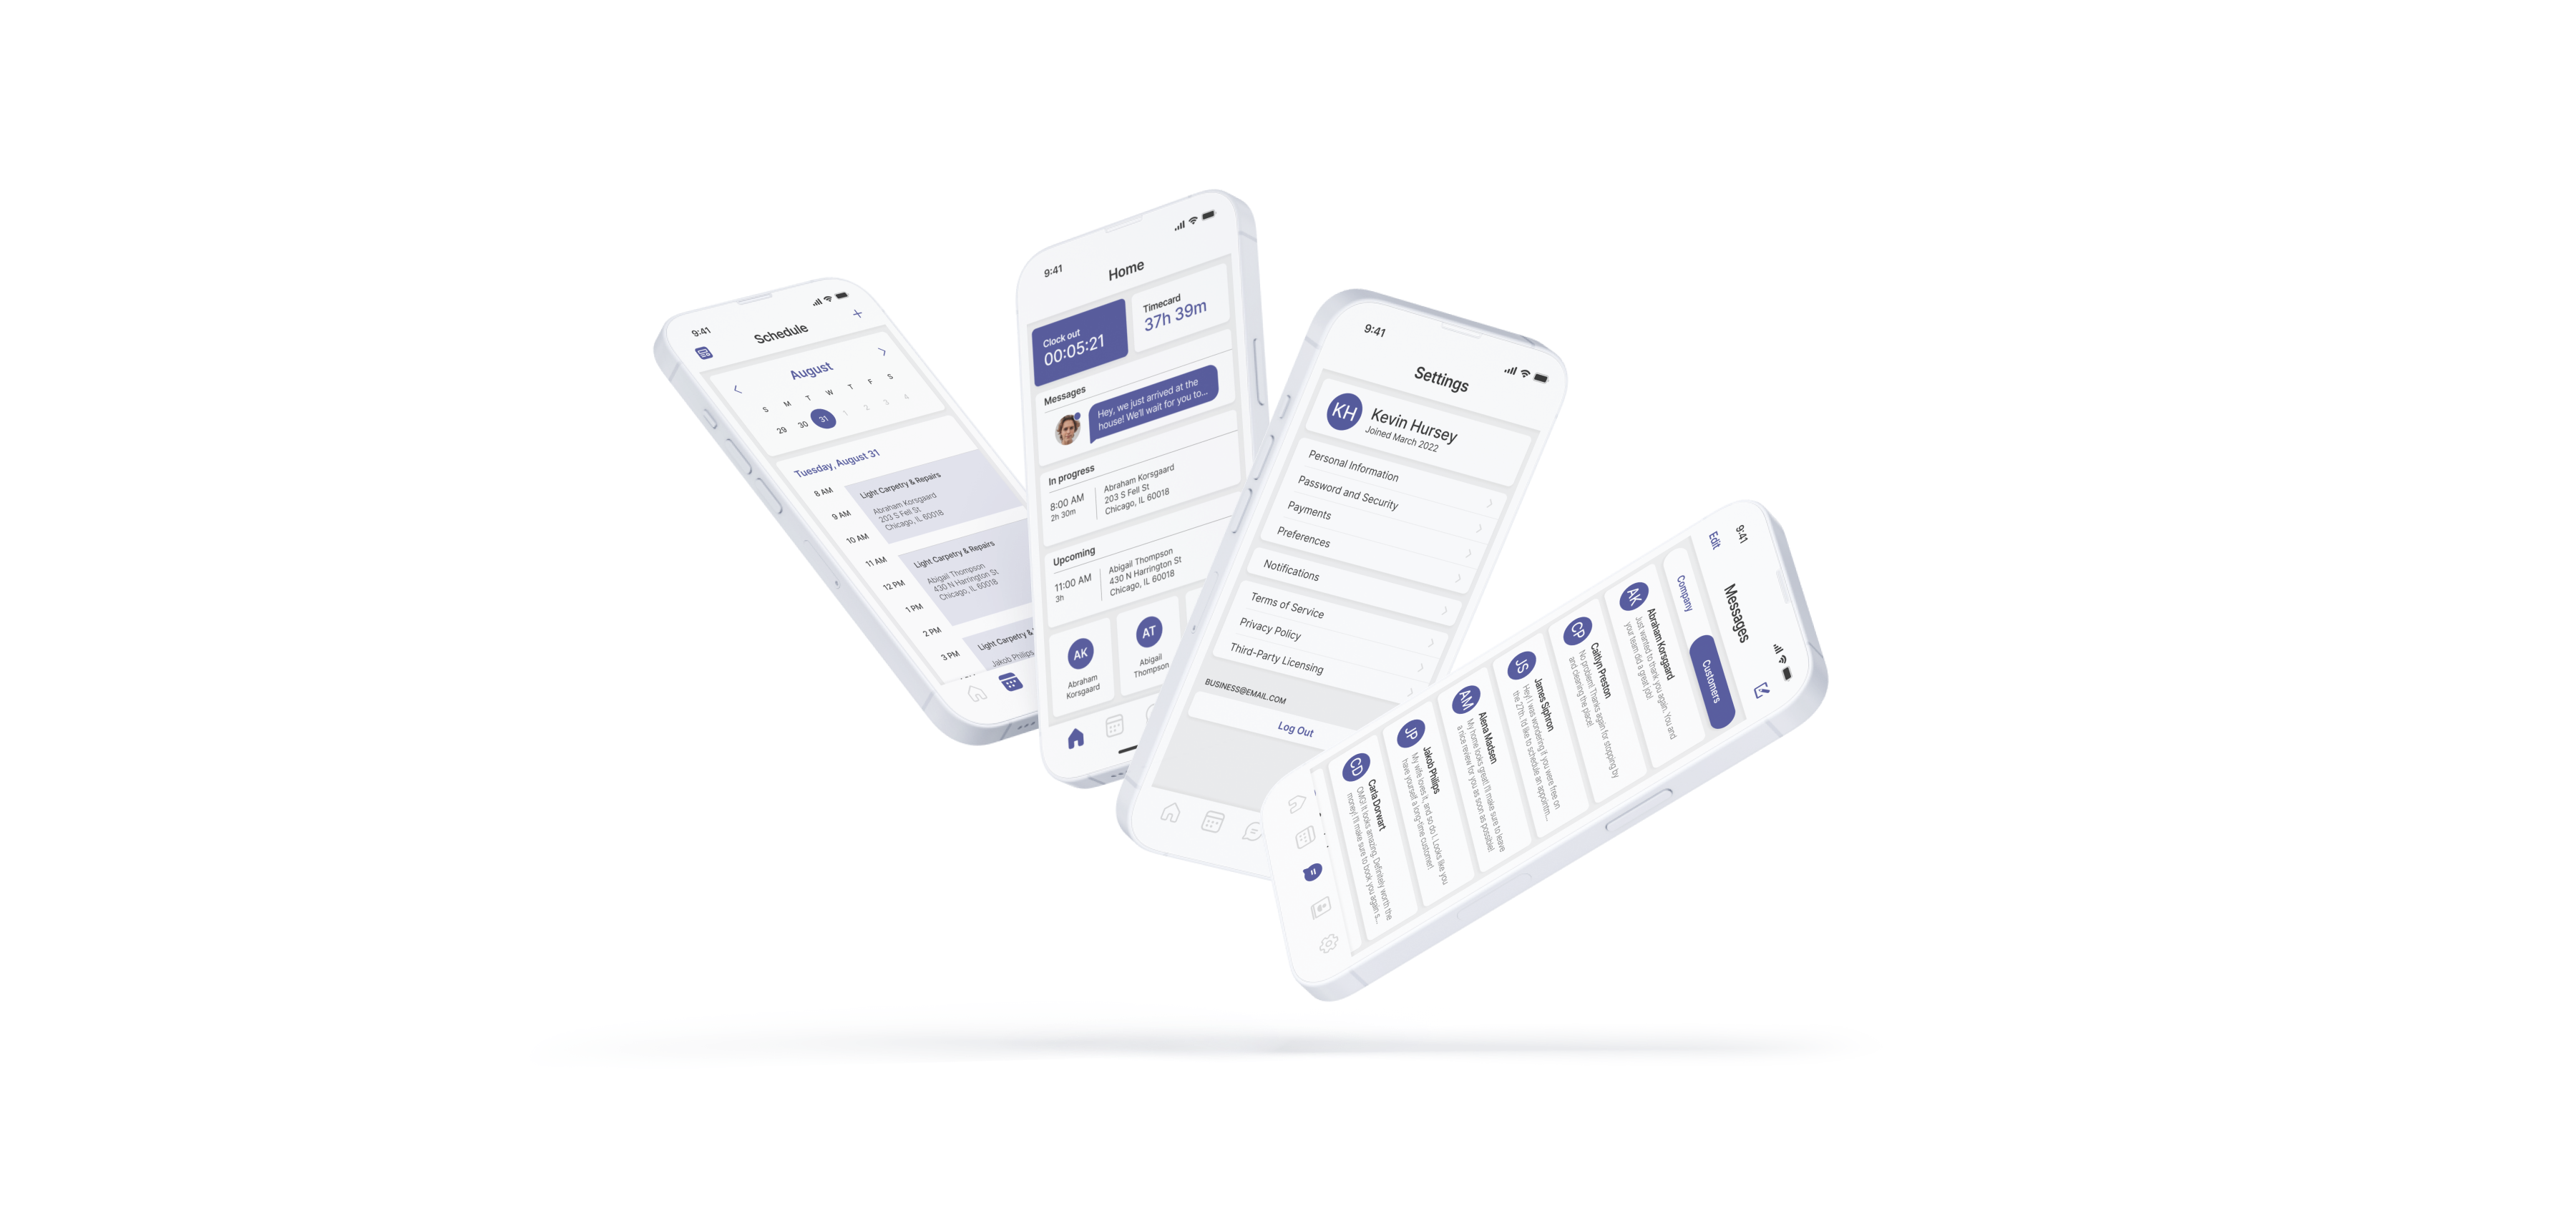 9:41
Schedule
August
S M T W T F S
29 30 31 1 2 3 4
Tuesday, August 31
8 AM
9 AM
10 AM
11 AM
12 PM
1 PM
2 PM
3 PM
Light Carpetry & Repairs
Abraham Korsgaard
203 S Fell St
Chicago, IL 60018
Light Carpetry & Repairs
Abigail Thompson
430 N Harrington St
Chicago, IL 60018
Light Carpetry &
Jakob Philips
9:41
Home
Clock out
00:05:21
Timecard
37h 39m
Messages
Hey, we just arrived at the
house! We'll wait for you to...
In progress
8:00 AM
2h 30m
Abraham Korsgaard
203 S Fell St
Chicago, IL 60018
Upcoming
11:00 AM
3h
Abigail Thompson
430 N Harrington St
Chicago, IL 60018
AK
Abraham
Korsgaard
AT
Abigail
Thompson
9:41
Settings
KH
Kevin Hursey
Joined March 2022
Personal Information
Password and Security
Payments
Preferences
Notifications
Terms of Service
Privacy Policy
Third-Party Licensing
BUSINESS@EMAIL.COM
Log Out
9:41
Edit
Messages
Company
Customers
AK
Abraham Korsgaard
Just wanted to thank you again. You and
your team did a great job!
CP
Caitlyn Preston
No problem! Thanks again for stopping by
and cleaning the place!
JS
James Siphron
Hey! I was wondering if you were free on
the 27th. I'd like to schedule an appointm...
AM
Alena Madsen
My home looks great! I'll make sure to leave
a nice review for you as soon as possible!
JP
Jakob Philips
My wife loves it, and so do I. Looks like you
have yourself a long-time customer!
CD
Carla Dorwart
OMG! It looks amazing. Definitely worth the
money! I'll make sure to book you again s...